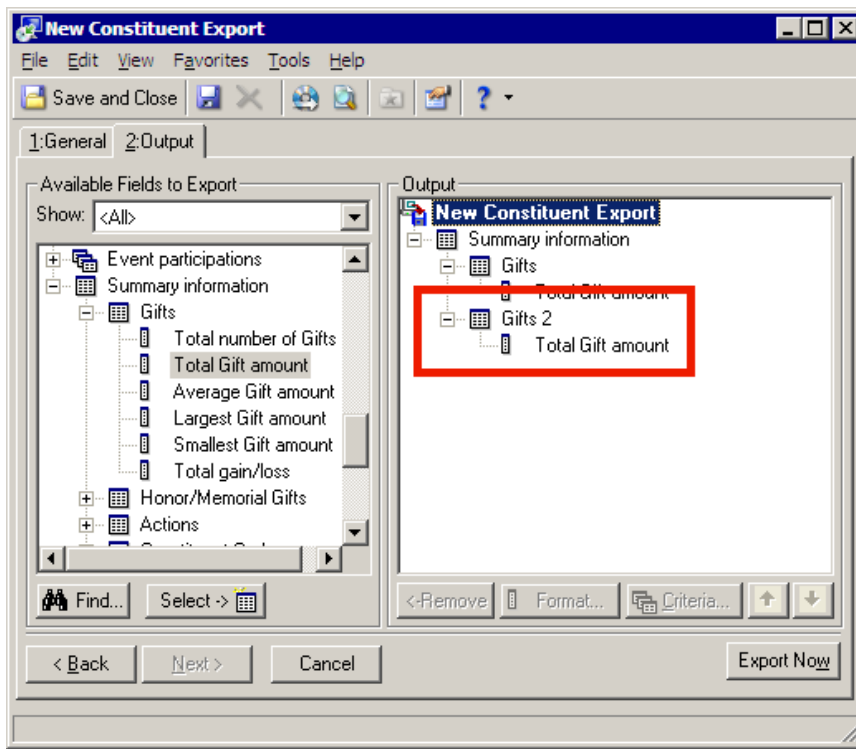 New Constituent Export
File Edit View Favorites Tools Help
Save and Close
1:General 2:Output
Available Fields to Export
Show: <All>
Event participations
Summary information
Gifts
Total number of Gifts
Total Gift amount
Average Gift amount
Largest Gift amount
Smallest Gift amount
Total gain/loss
Honor/Memorial Gifts
Actions
Find...
Select ->
Output
New Constituent Export
Summary information
Gifts
Total Gift amount
Gifts 2
Total Gift amount
<-Remove
Format...
Criteria...
< Back
Next >
Cancel
Export Now